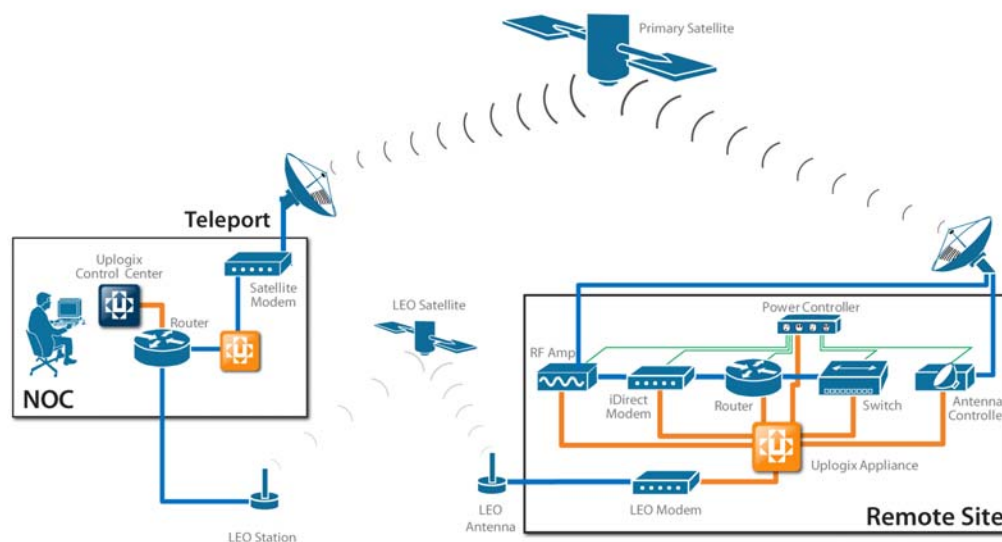 Primary Satellite
Teleport
Uplogix
Control Center
Satellite
Modem
Router
U
U
NOC
LEO Satellite
LEO Station
Power Controller
RF Amp
iDirect
Modem
Router
Switch
Antenna
Controller
U
Uplogix Appliance
LEO
Antenna
LEO Modem
Remote Site